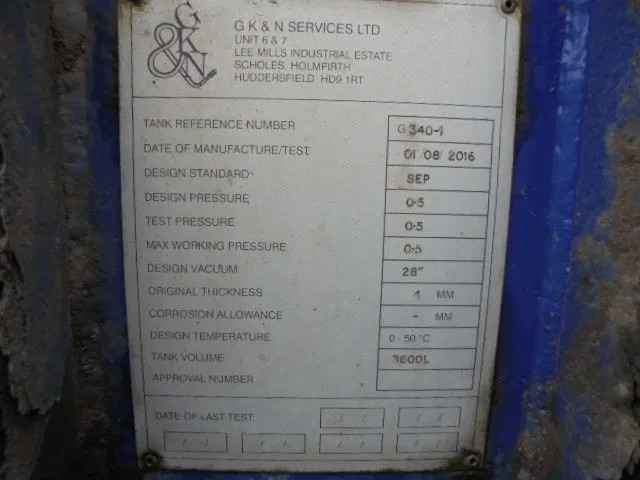 G K & N
G K & N SERVICES LTD
UNIT 6 & 7
LEE MILLS INDUSTRIAL ESTATE
SCHOLES, HOLMFIRTH
HUDDERSFIELD HD9 1RT
TANK REFERENCE NUMBER G340-1
DATE OF MANUFACTURE/TEST 01/08/2016
DESIGN STANDARD SEP
DESIGN PRESSURE 0.5
TEST PRESSURE 0.5
MAX WORKING PRESSURE 0.5
DESIGN VACUUM 28"
ORIGINAL THICKNESS 4 MM
CORROSION ALLOWANCE - MM
DESIGN TEMPERATURE 0-50°C
TANK VOLUME 3600L
APPROVAL NUMBER
DATE OF LAST TEST: / / / /
/ / / / / / / /